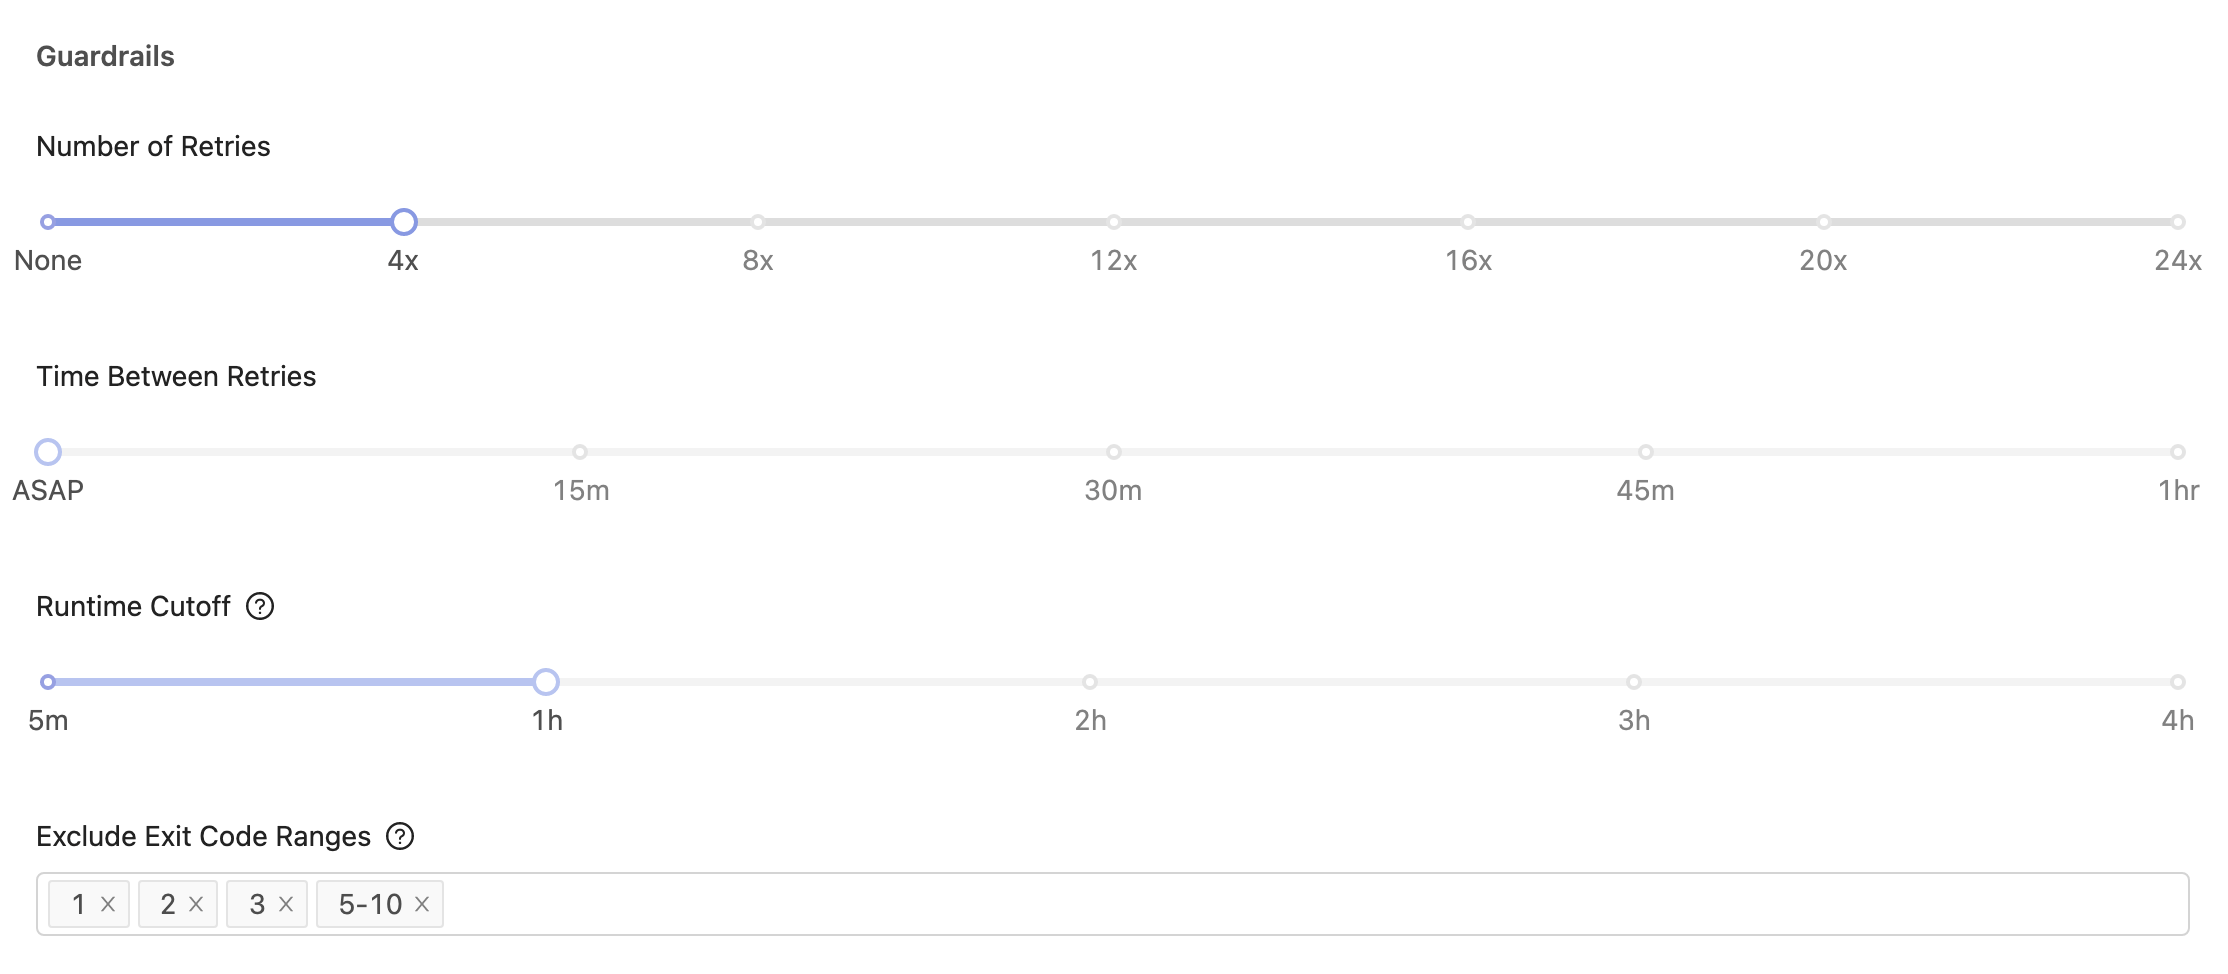 Guardrails
Number of Retries
None 4x 8x 12x 16x 20x 24x
Time Between Retries
ASAP 15m 30m 45m 1hr
Runtime Cutoff ?
5m 1h 2h 3h 4h
Exclude Exit Code Ranges ?
1 2 3 5-10